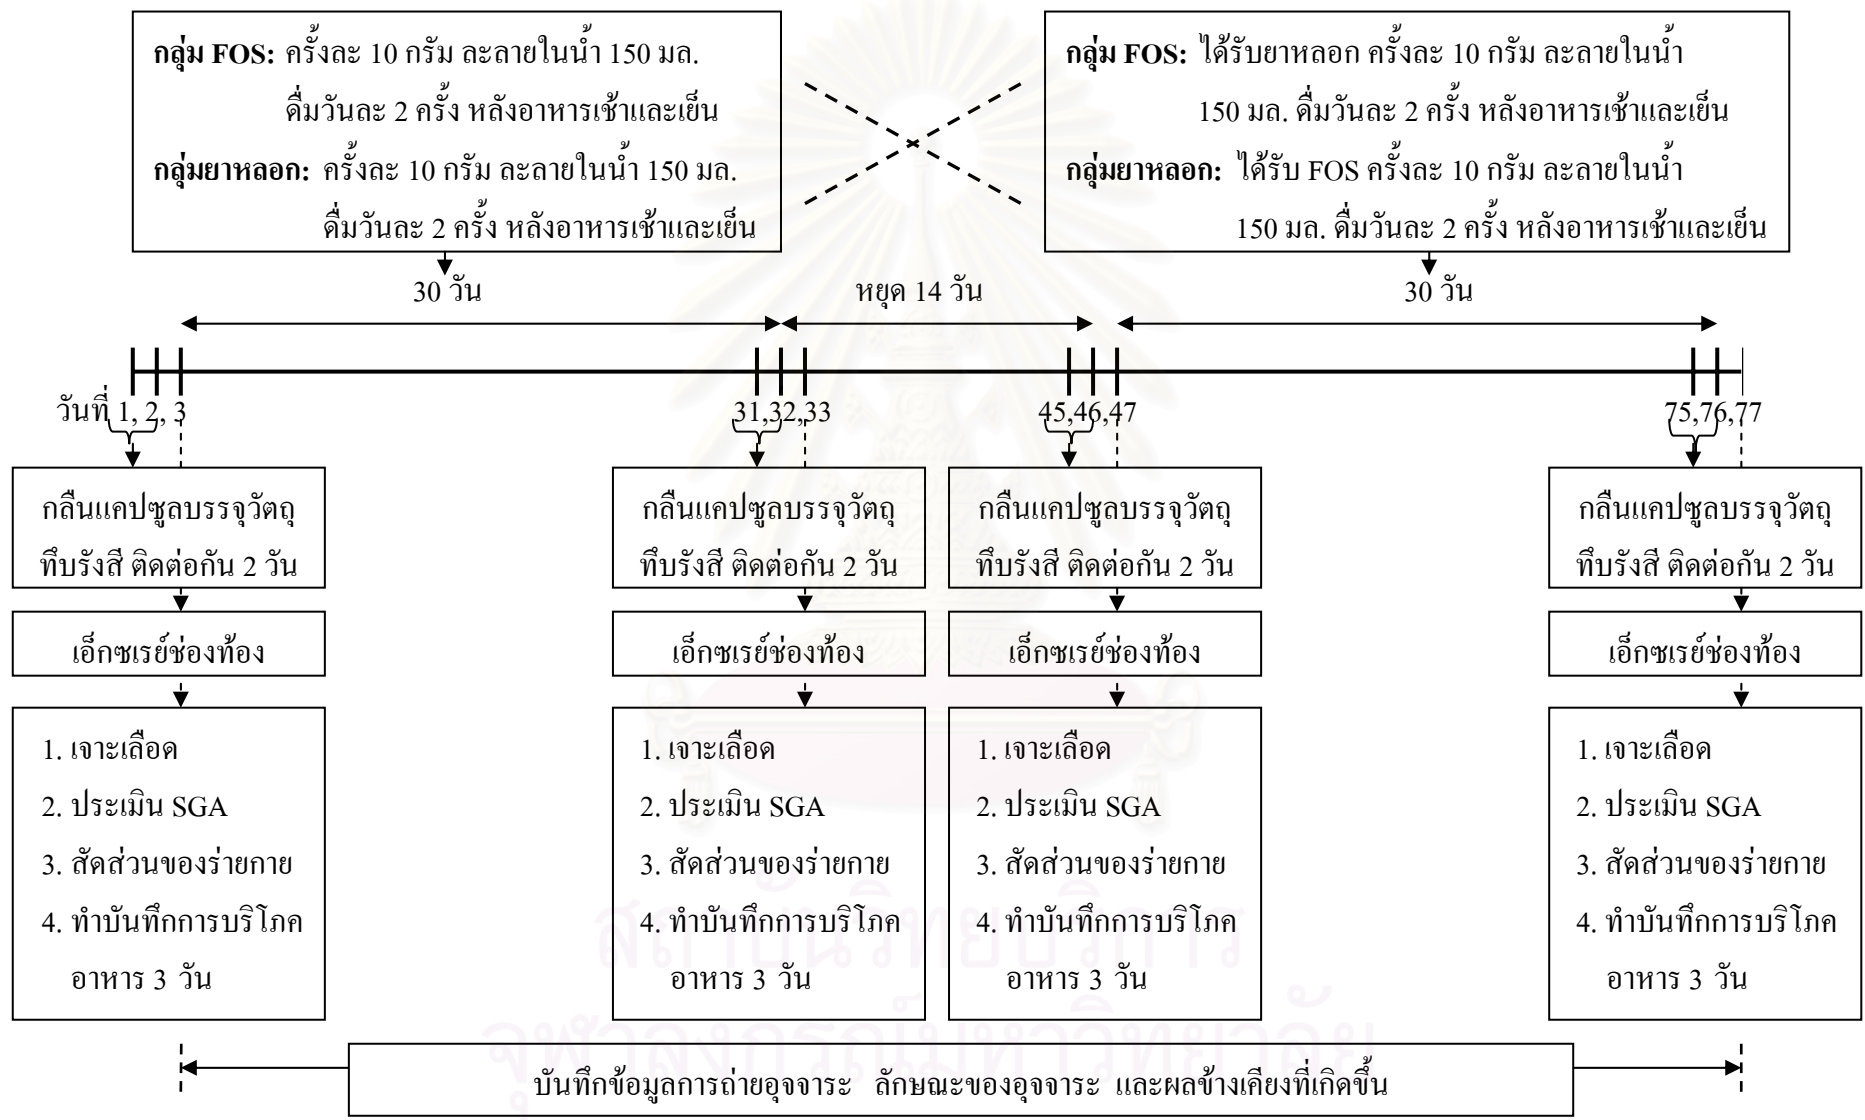 กลุ่ม FOS: ครั้งละ 10 กรัม ละลายในน้ำ 150 มล.
ดื่มวันละ 2 ครั้ง หลังอาหารเช้าและเย็น
กลุ่มยาหลอก: ครั้งละ 10 กรัม ละลายในน้ำ 150 มล.
ดื่มวันละ 2 ครั้ง หลังอาหารเช้าและเย็น
กลุ่ม FOS: ได้รับยาหลอก ครั้งละ 10 กรัม ละลายในน้ำ
150 มล. ดื่มวันละ 2 ครั้ง หลังอาหารเช้าและเย็น
กลุ่มยาหลอก: ได้รับ FOS ครั้งละ 10 กรัม ละลายในน้ำ
150 มล. ดื่มวันละ 2 ครั้ง หลังอาหารเช้าและเย็น
30 วัน
หยุด 14 วัน
30 วัน
วันที่ 1, 2, 3
31,32,33
45,46,47
75,76,77
กลืนแคปซูลบรรจุวัตถุ
ทึบรังสี ติดต่อกัน 2 วัน
เอ็กซเรย์ช่องท้อง
1. เจาะเลือด
2. ประเมิน SGA
3. สัดส่วนของร่ายกาย
4. ทำบันทึกการบริโภค
อาหาร 3 วัน
กลืนแคปซูลบรรจุวัตถุ
ทึบรังสี ติดต่อกัน 2 วัน
เอ็กซเรย์ช่องท้อง
1. เจาะเลือด
2. ประเมิน SGA
3. สัดส่วนของร่ายกาย
4. ทำบันทึกการบริโภค
อาหาร 3 วัน
กลืนแคปซูลบรรจุวัตถุ
ทึบรังสี ติดต่อกัน 2 วัน
เอ็กซเรย์ช่องท้อง
1. เจาะเลือด
2. ประเมิน SGA
3. สัดส่วนของร่ายกาย
4. ทำบันทึกการบริโภค
อาหาร 3 วัน
กลืนแคปซูลบรรจุวัตถุ
ทึบรังสี ติดต่อกัน 2 วัน
เอ็กซเรย์ช่องท้อง
1. เจาะเลือด
2. ประเมิน SGA
3. สัดส่วนของร่ายกาย
4. ทำบันทึกการบริโภค
อาหาร 3 วัน
สถาบันวิทยบริการ
จุฬาลงกรณ์มหาวิทยาลัย
บันทึกข้อมูลการถ่ายอุจจาระ ลักษณะของอุจจาระ และผลข้างเคียงที่เกิดขึ้น